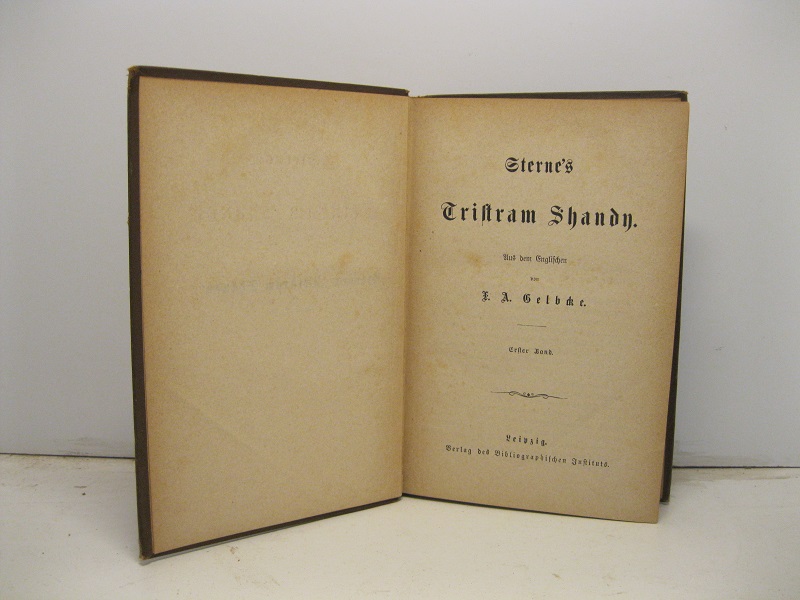 Sterne's
Tristram Shandy.
Aus dem Englischen
von
F. A. Gelbcke.
Erster Band.
Leipzig.
Verlag des Bibliographischen Instituts.